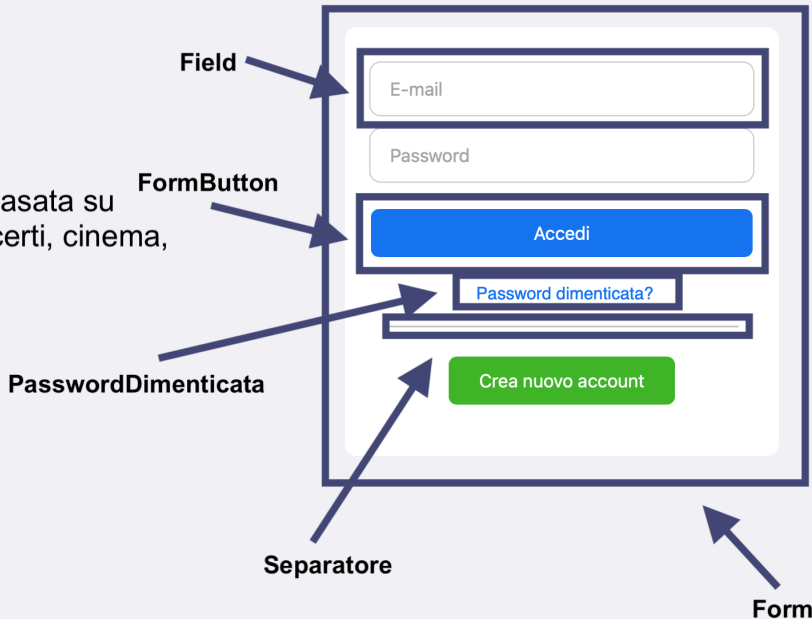 Field
E-mail
Password
FormButton
asata su
certi, cinema,
Accedi
Password dimenticata?
PasswordDimenticata
Crea nuovo account
Separatore
Form